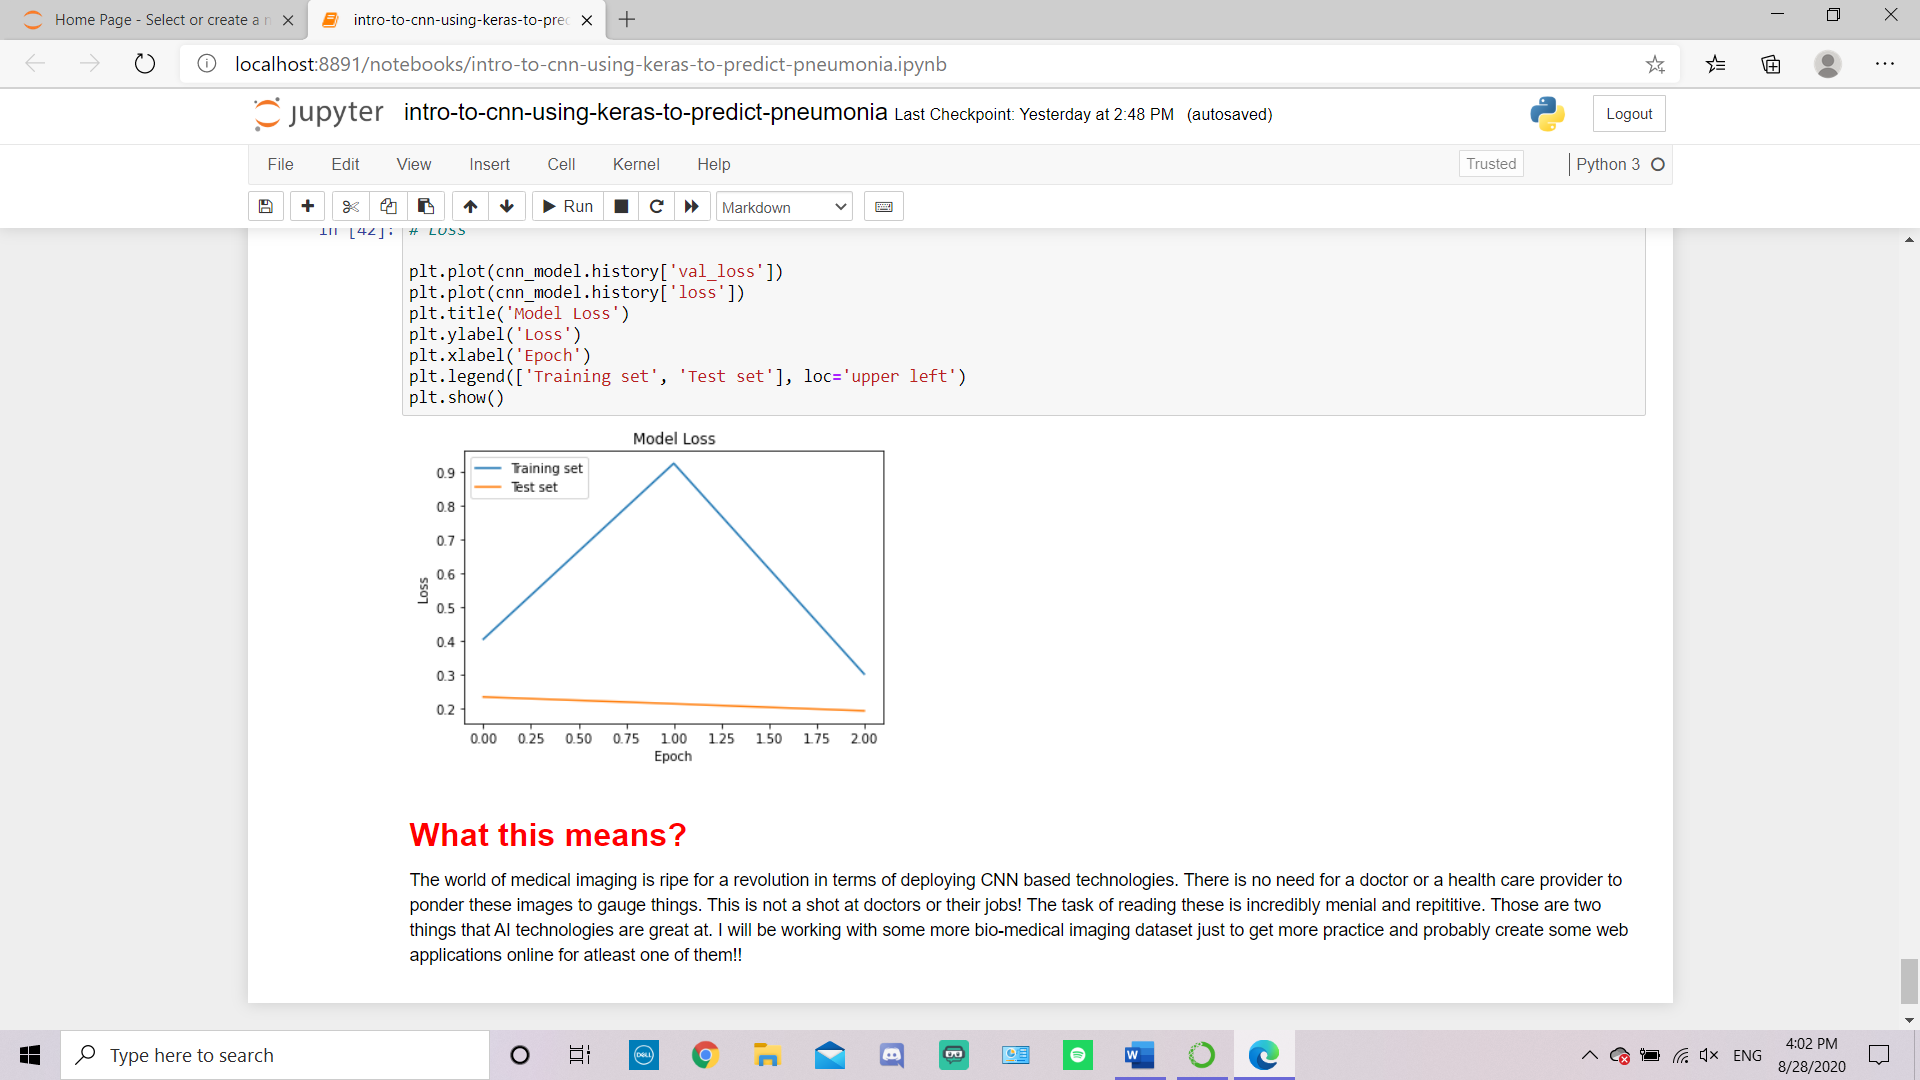 Home Page - Select or create a n
intro-to-cnn-using-keras-to-pred
localhost:8891/notebooks/intro-to-cnn-using-keras-to-predict-pneumonia.ipynb
jupyter intro-to-cnn-using-keras-to-predict-pneumonia Last Checkpoint: Yesterday at 2:48 PM (autosaved)
Logout
File Edit View Insert Cell Kernel Help
Trusted
Python 3
Run
Markdown
In [42]: # Loss
plt.plot(cnn_model.history['val_loss'])
plt.plot(cnn_model.history['loss'])
plt.title('Model Loss')
plt.ylabel('Loss')
plt.xlabel('Epoch')
plt.legend(['Training set', 'Test set'], loc='upper left')
plt.show()
Model Loss
Training set
Test set
0.9
0.8
0.7
0.6
0.5
0.4
0.3
0.2
Loss
0.00 0.25 0.50 0.75 1.00 1.25 1.50 1.75 2.00
Epoch
What this means?
The world of medical imaging is ripe for a revolution in terms of deploying CNN based technologies. There is no need for a doctor or a health care provider to
ponder these images to gauge things. This is not a shot at doctors or their jobs! The task of reading these is incredibly menial and repititive. Those are two
things that AI technologies are great at. I will be working with some more bio-medical imaging dataset just to get more practice and probably create some web
applications online for atleast one of them!!
Type here to search
DELL
W
ENG
4:02 PM
8/28/2020